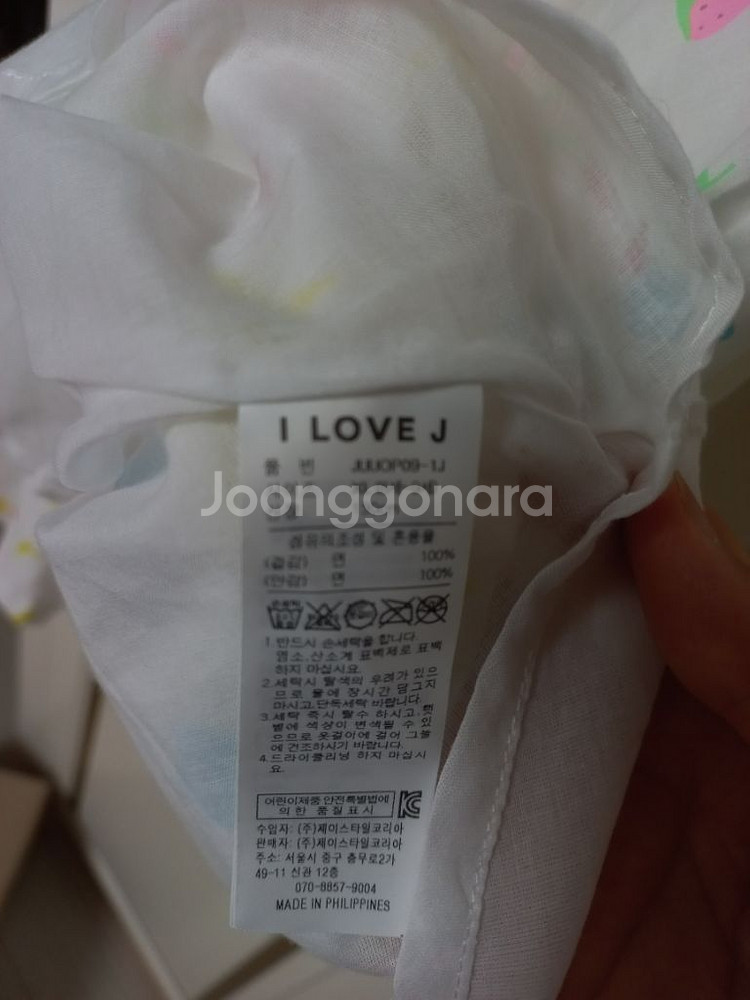 I LOVE J
품 번 JUUOP09-1J
Joonggonara
섬유의조성 및 혼용율
(겉감) 면 100%
(안감) 면 100%
1.반드시 손세탁을 합니다.
염소,산소계 표백제로 표백
하지 마십시요.
2.세탁시 탈색의 우려가 있으
므로 물에 장시간 담그지
마시고,단독세탁 바랍니다.
3.세탁 즉시 탈수 하시고,햇
볕에 색상이 변색될 수 있
으므로 옷걸이에 걸어 그늘
에 건조하시기 바랍니다.
4.드라이클리닝 하지 마십시
요.
어린이제품 안전특별법에
의 한 품 질 표 시
수입자: (주)제이스타일코리아
판매자: (주)제이스타일코리아
주소: 서울시 중구 충무로2가
49-11 신관 12층
070-8857-9004
MADE IN PHILIPPINES